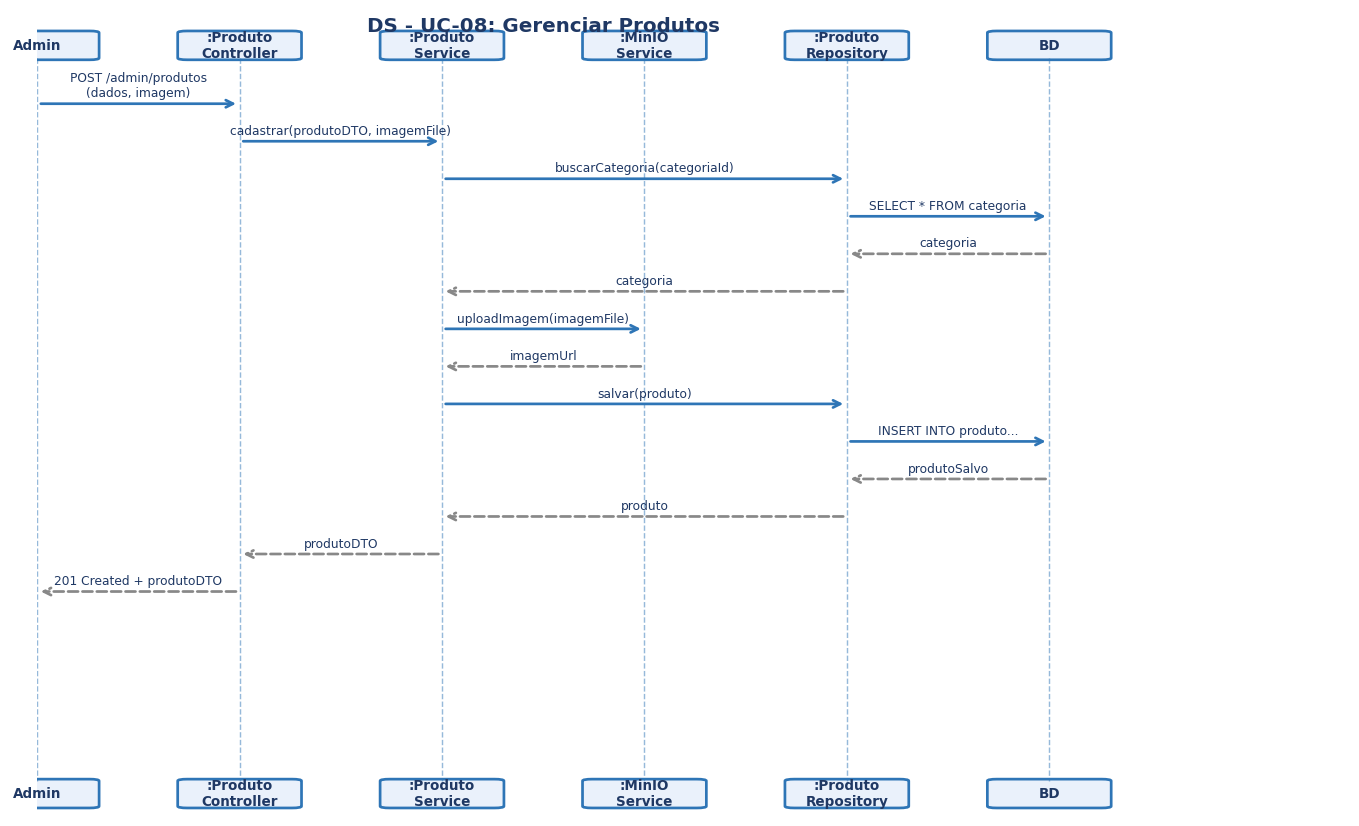 DS - UC-08: Gerenciar Produtos
Admin
:Produto
Controller
:Produto
Service
:MinIO
Service
:Produto
Repository
BD
POST /admin/produtos
(dados, imagem)
cadastrar(produtoDTO, imagemFile)
buscarCategoria(categoriaId)
SELECT * FROM categoria
categoria
categoria
uploadImagem(imagemFile)
imagemUrl
salvar(produto)
INSERT INTO produto...
produtoSalvo
produto
produtoDTO
201 Created + produtoDTO
Admin
:Produto
Controller
:Produto
Service
:MinIO
Service
:Produto
Repository
BD